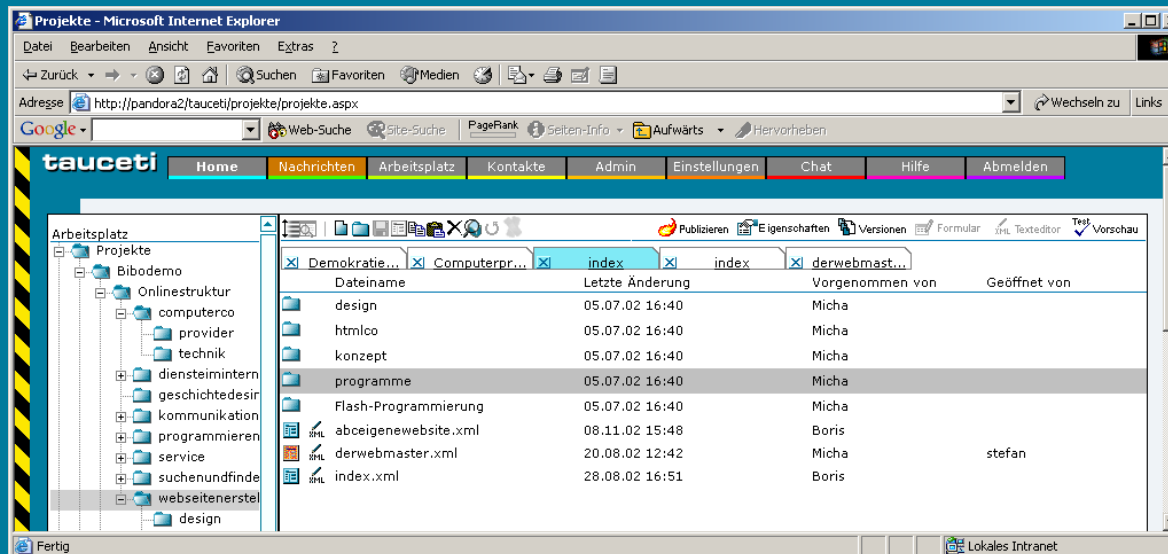 Projekte - Microsoft Internet Explorer
Datei Bearbeiten Ansicht Favoriten Extras ?
Zurück Suchen Favoriten Medien
Adresse http://pandora2/tauceti/projekte/projekte.aspx Wechseln zu Links
Google Web-Suche Site-Suche PageRank Seiten-Info Aufwärts Hervorheben
tauceti Home Nachrichten Arbeitsplatz Kontakte Admin Einstellungen Chat Hilfe Abmelden
Publizieren Eigenschaften Versionen Formular XML Texteditor Test Vorschau
Demokratie... Computerpr... index index derwebmast...
Arbeitsplatz
Projekte
Bibodemo
Onlinestruktur
computerco
provider
technik
diensteimintern
geschichtedesir
kommunikation
programmieren
service
suchenundfinde
webseitenerstel
design
Dateiname Letzte Änderung Vorgenommen von Geöffnet von
design 05.07.02 16:40 Micha
htmlco 05.07.02 16:40 Micha
konzept 05.07.02 16:40 Micha
programme 05.07.02 16:40 Micha
Flash-Programmierung 05.07.02 16:40 Micha
XML abceigenewebsite.xml 08.11.02 15:48 Boris
XML derwebmaster.xml 20.08.02 12:42 Micha stefan
XML index.xml 28.08.02 16:51 Boris
Fertig Lokales Intranet